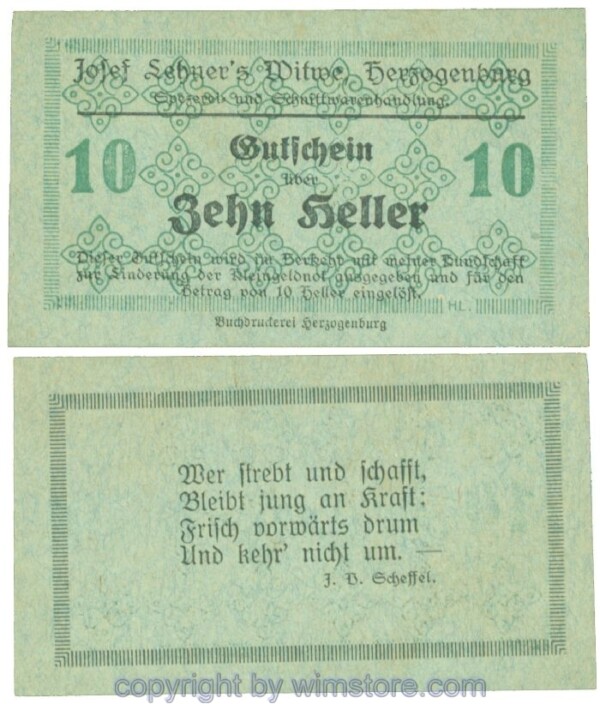 Josef Lehner's Witwe, Herzogenburg
Spezerei- und Schnittwarenhandlung.
10 Gutschein 10
über
Zehn Heller
Dieser Gutschein wird im Verkehr mit meiner Kundschaft
zur Linderung der Kleingeldnot ausgegeben und für den
Betrag von 10 Heller eingelöst.
HL.
Buchdruckerei Herzogenburg
Wer strebt und schafft,
Bleibt jung an Kraft:
Frisch vorwärts drum
Und kehr' nicht um. —
J. V. Scheffel.
copyright by wimstore.com